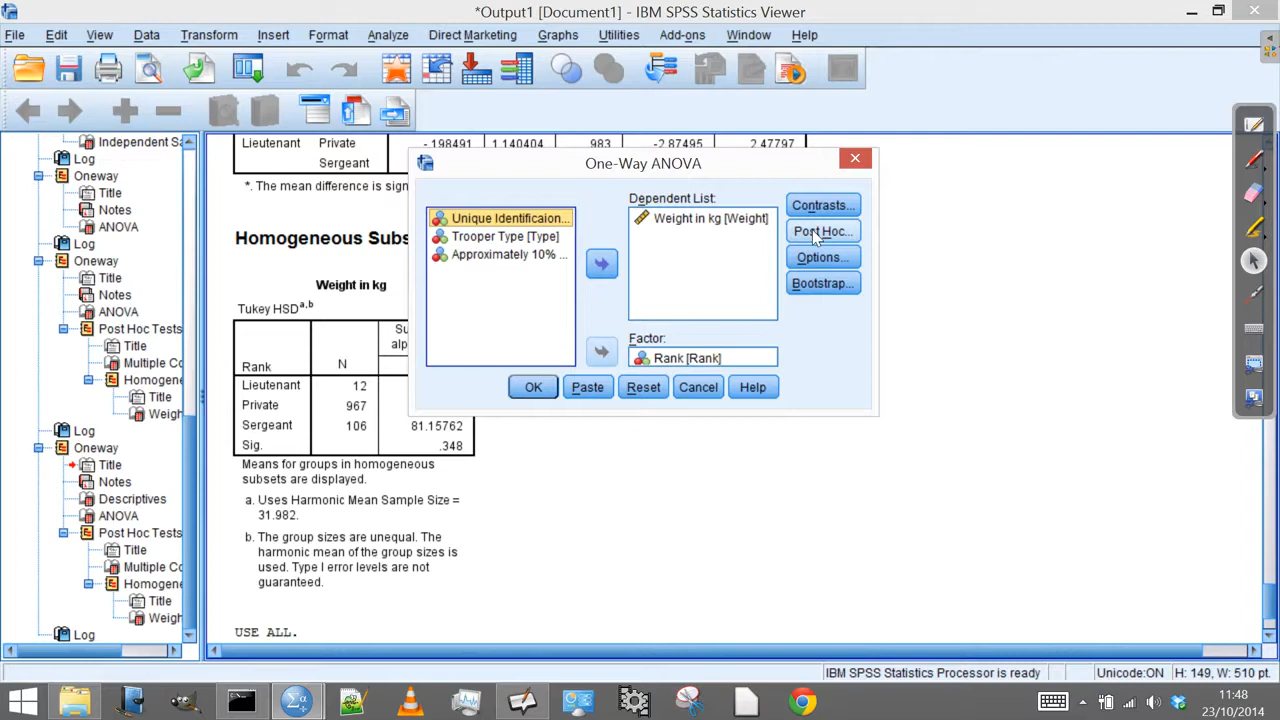 *Output1 [Document1] - IBM SPSS Statistics Viewer
File Edit View Data Transform Insert Format Analyze Direct Marketing Graphs Utilities Add-ons Window Help
Independent Sa
Log
Oneway
Title
Notes
ANOVA
Log
Oneway
Title
Notes
ANOVA
Post Hoc Tests
Title
Multiple Co
Homogene
Title
Weigh
Log
Oneway
Title
Notes
Descriptives
ANOVA
Post Hoc Tests
Title
Multiple Co
Homogene
Title
Weigh
Log
Lieutenant Private -.198491 1.140404 .983 -2.87495 2.47797
Sergeant
*. The mean difference is sign
Homogeneous Subs
Weight in kg
Tukey HSDa,b
Su
alp
Rank N
Lieutenant 12
Private 967
Sergeant 106 81.15762
Sig. .348
Means for groups in homogeneous
subsets are displayed.
a. Uses Harmonic Mean Sample Size =
31.982.
b. The group sizes are unequal. The
harmonic mean of the group sizes is
used. Type I error levels are not
guaranteed.
USE ALL.
One-Way ANOVA
Unique Identificaion...
Trooper Type [Type]
Approximately 10% ...
Dependent List:
Weight in kg [Weight]
Factor:
Rank [Rank]
Contrasts...
Post Hoc...
Options...
Bootstrap...
OK Paste Reset Cancel Help
IBM SPSS Statistics Processor is ready Unicode:ON H: 149, W: 510 pt.
11:48
23/10/2014